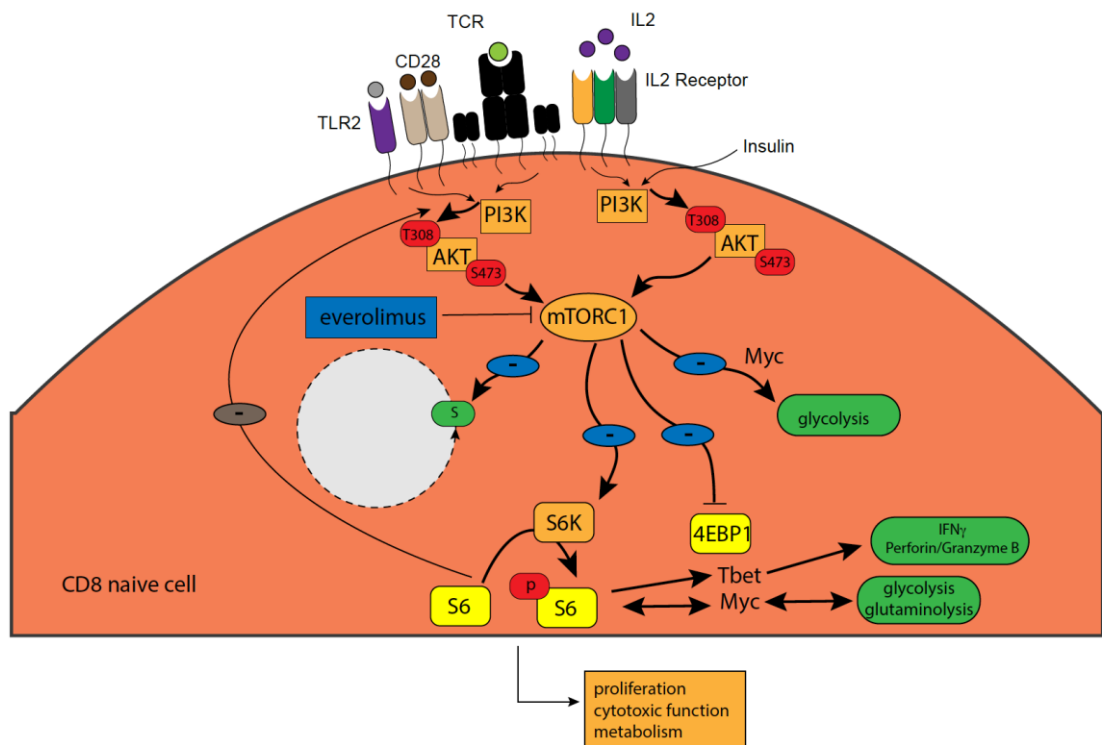 TCR
IL2
CD28
IL2 Receptor
TLR2
Insulin
PI3K
PI3K
T308
AKT
S473
T308
AKT
S473
everolimus
mTORC1
-
-
Myc
S
glycolysis
-
-
-
S6K
4EBP1
IFNγ
Perforin/Granzyme B
CD8 naive cell
p
Tbet
S6
S6
Myc
glycolysis
glutaminolysis
proliferation
cytotoxic function
metabolism